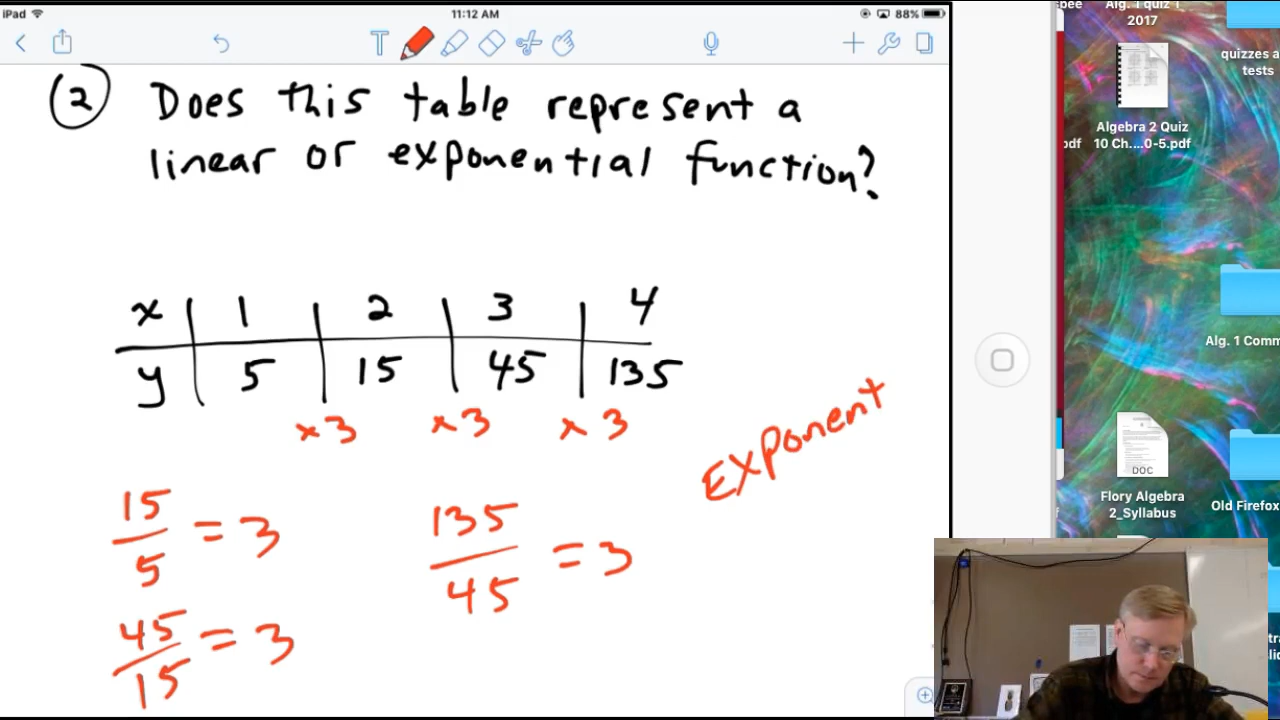 iPad
11:12 AM
88%
T
(2) Does this table represent a
linear or exponential function?
x | 1 | 2 | 3 | 4
y | 5 | 15 | 45 | 135
x3 x3 x3
Exponent
15/5 = 3
135/45 = 3
45/15 = 3
Alg. 1 quiz 1
2017
quizzes a
tests
Algebra 2 Quiz
10 Ch....0-5.pdf
pdf
Alg. 1 Comm
DOC
Flory Algebra
2_Syllabus
Old Firefox